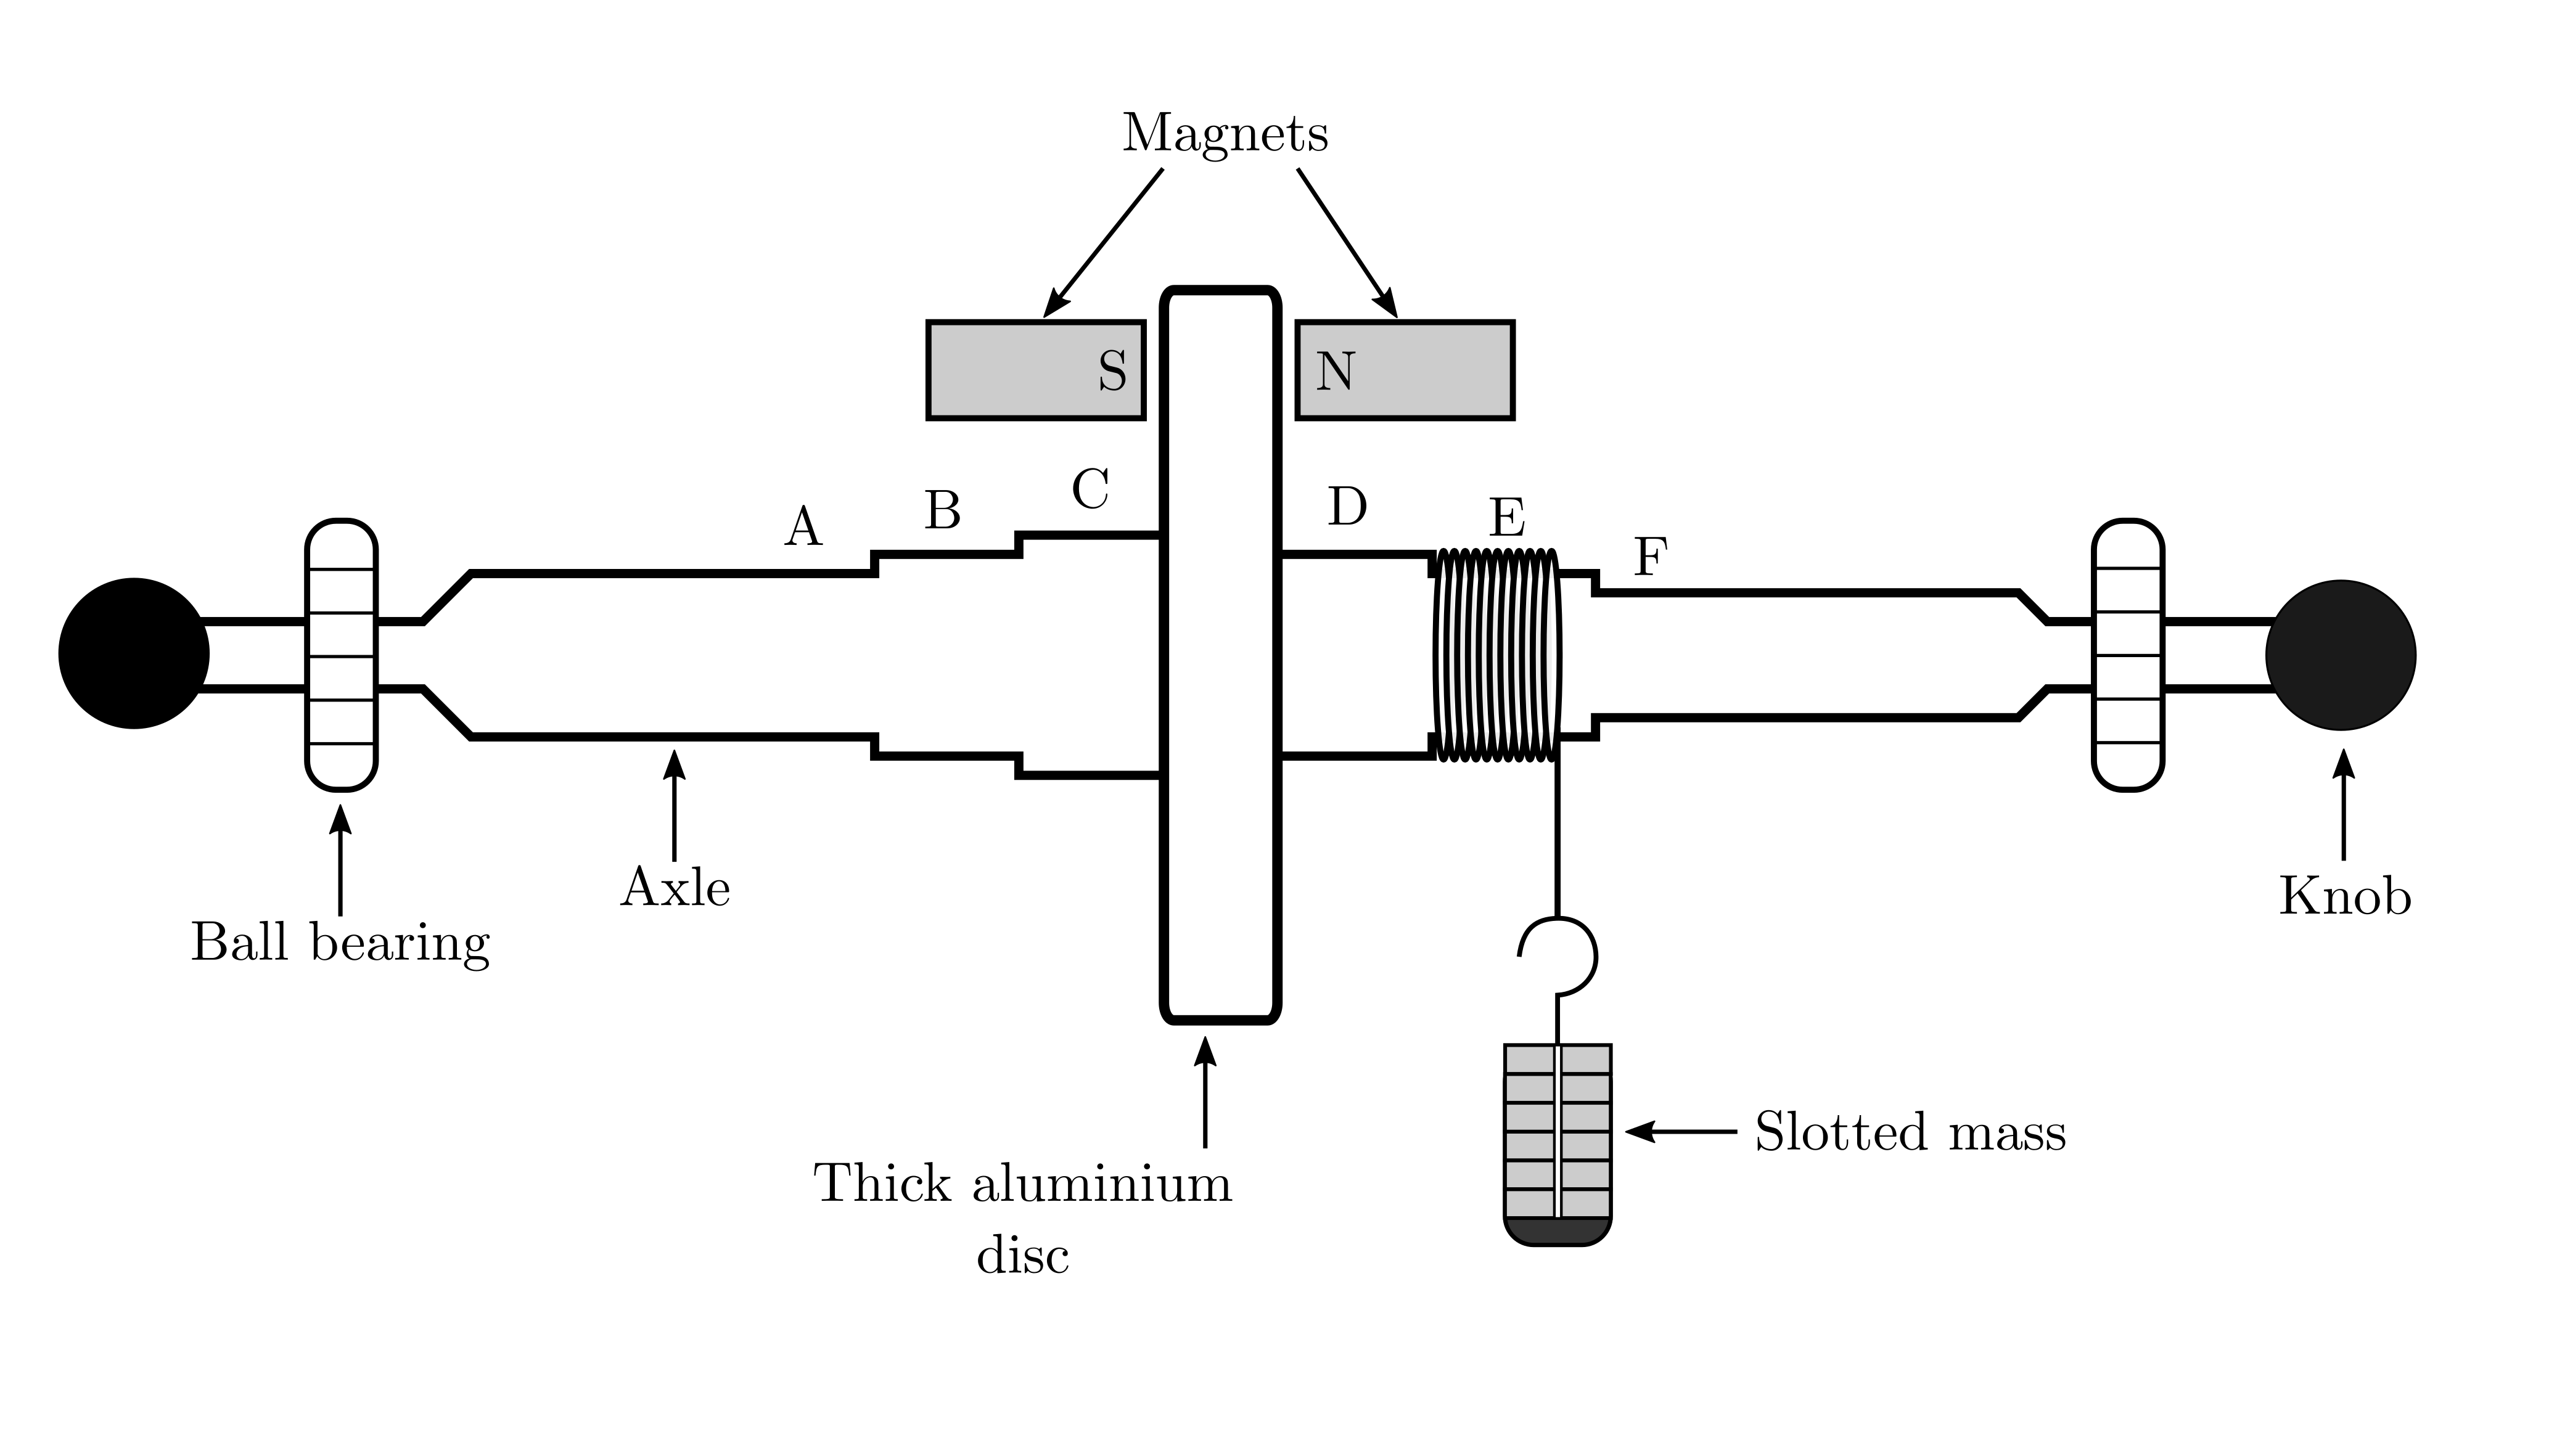 Magnets
S
N
A
B
C
D
E
F
Axle
Ball bearing
Knob
Slotted mass
Thick aluminium
disc